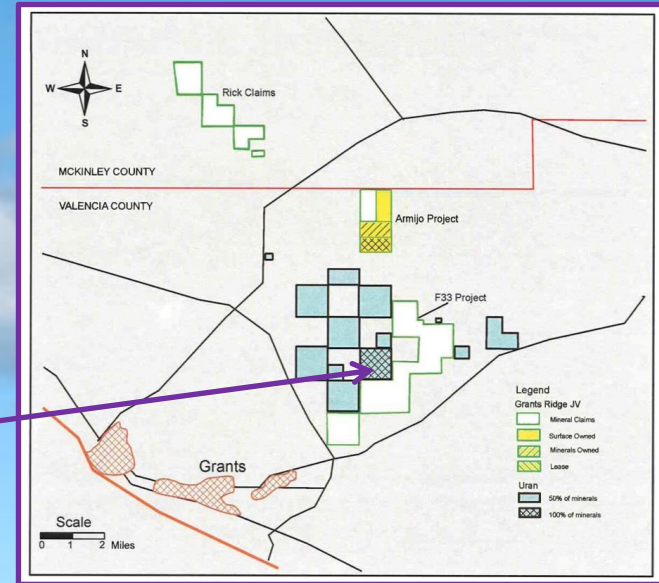 N
W E
S
Rick Claims
MCKINLEY COUNTY
VALENCIA COUNTY
Armijo Project
F33 Project
Grants
Scale
0 1 2 Miles
Legend
Grants Ridge JV
Mineral Claims
Surface Owned
Minerals Owned
Lease
Uran
50% of minerals
100% of minerals